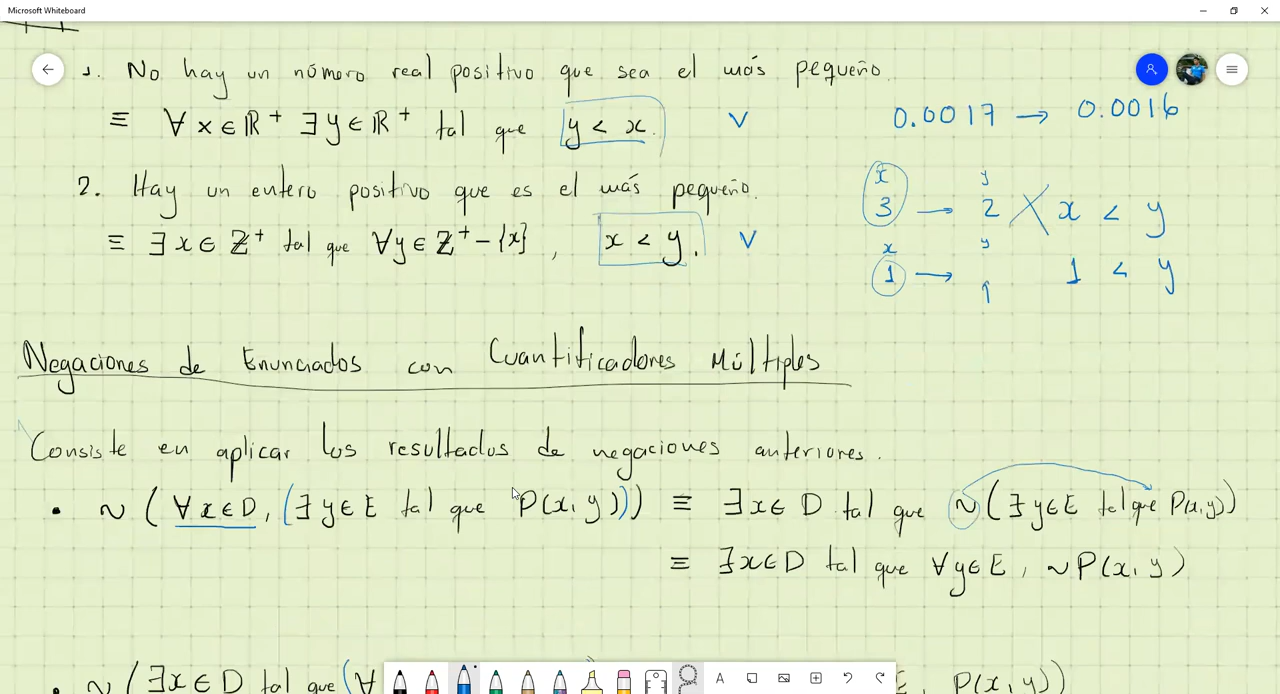 Microsoft Whiteboard
1. No hay un número real positivo que sea el más pequeño.
≡ ∀ x ∈ ℝ⁺ ∃ y ∈ ℝ⁺ tal que y < x. V
0.0017 → 0.0016
2. Hay un entero positivo que es el más pequeño.
≡ ∃ x ∈ ℤ⁺ tal que ∀y ∈ ℤ⁺ - {x}, x < y. V
x y
3 → 2 x < y
x y
1 → 1 < y
Negaciones de Enunciados con Cuantificadores Múltiples
Consiste en aplicar los resultados de negaciones anteriores.
• ~ (∀x∈D, (∃y∈E tal que P(x,y))) ≡ ∃x∈D tal que ~(∃y∈E tal que P(x,y))
≡ ∃x∈D tal que ∀y∈E, ~P(x,y)
• ~ (∃x∈D tal que (∀ E, P(x,y))